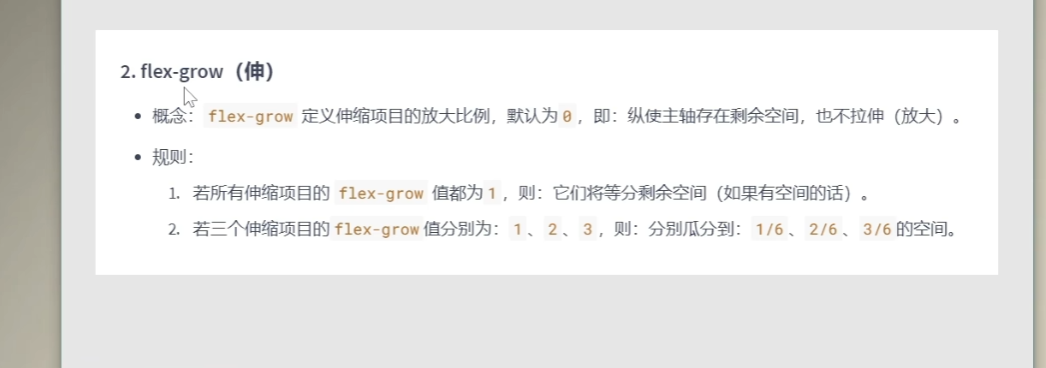 2. flex-grow（伸）
概念：flex-grow 定义伸缩项目的放大比例，默认为 0，即：纵使主轴存在剩余空间，也不拉伸（放大）。
规则：
1. 若所有伸缩项目的 flex-grow 值都为 1，则：它们将等分剩余空间（如果有空间的话）。
2. 若三个伸缩项目的 flex-grow 值分别为：1、2、3，则：分别瓜分到：1/6、2/6、3/6 的空间。